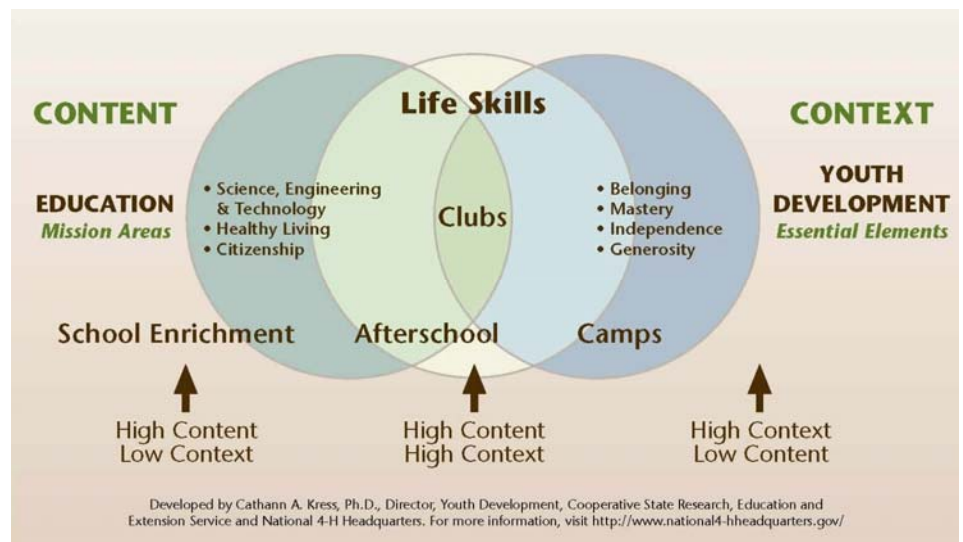 Life Skills
CONTENT
CONTEXT
EDUCATION
Mission Areas
• Science, Engineering
& Technology
• Healthy Living
• Citizenship
Clubs
• Belonging
• Mastery
• Independence
• Generosity
YOUTH
DEVELOPMENT
Essential Elements
School Enrichment
Afterschool
Camps
High Content
Low Context
High Content
High Context
High Context
Low Content
Developed by Cathann A. Kress, Ph.D., Director, Youth Development, Cooperative State Research, Education and
Extension Service and National 4-H Headquarters. For more information, visit http://www.national4-hheadquarters.gov/